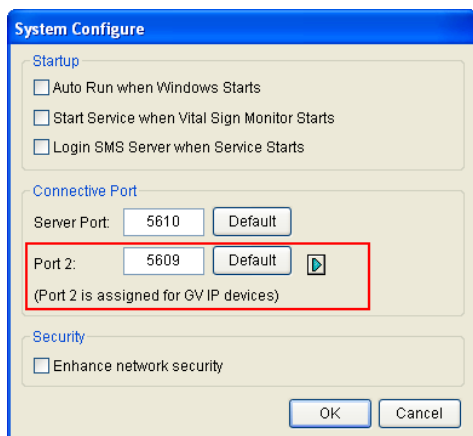 System Configure
Startup
Auto Run when Windows Starts
Start Service when Vital Sign Monitor Starts
Login SMS Server when Service Starts
Connective Port
Server Port: 5610 Default
Port 2: 5609 Default
(Port 2 is assigned for GV IP devices)
Security
Enhance network security
OK Cancel